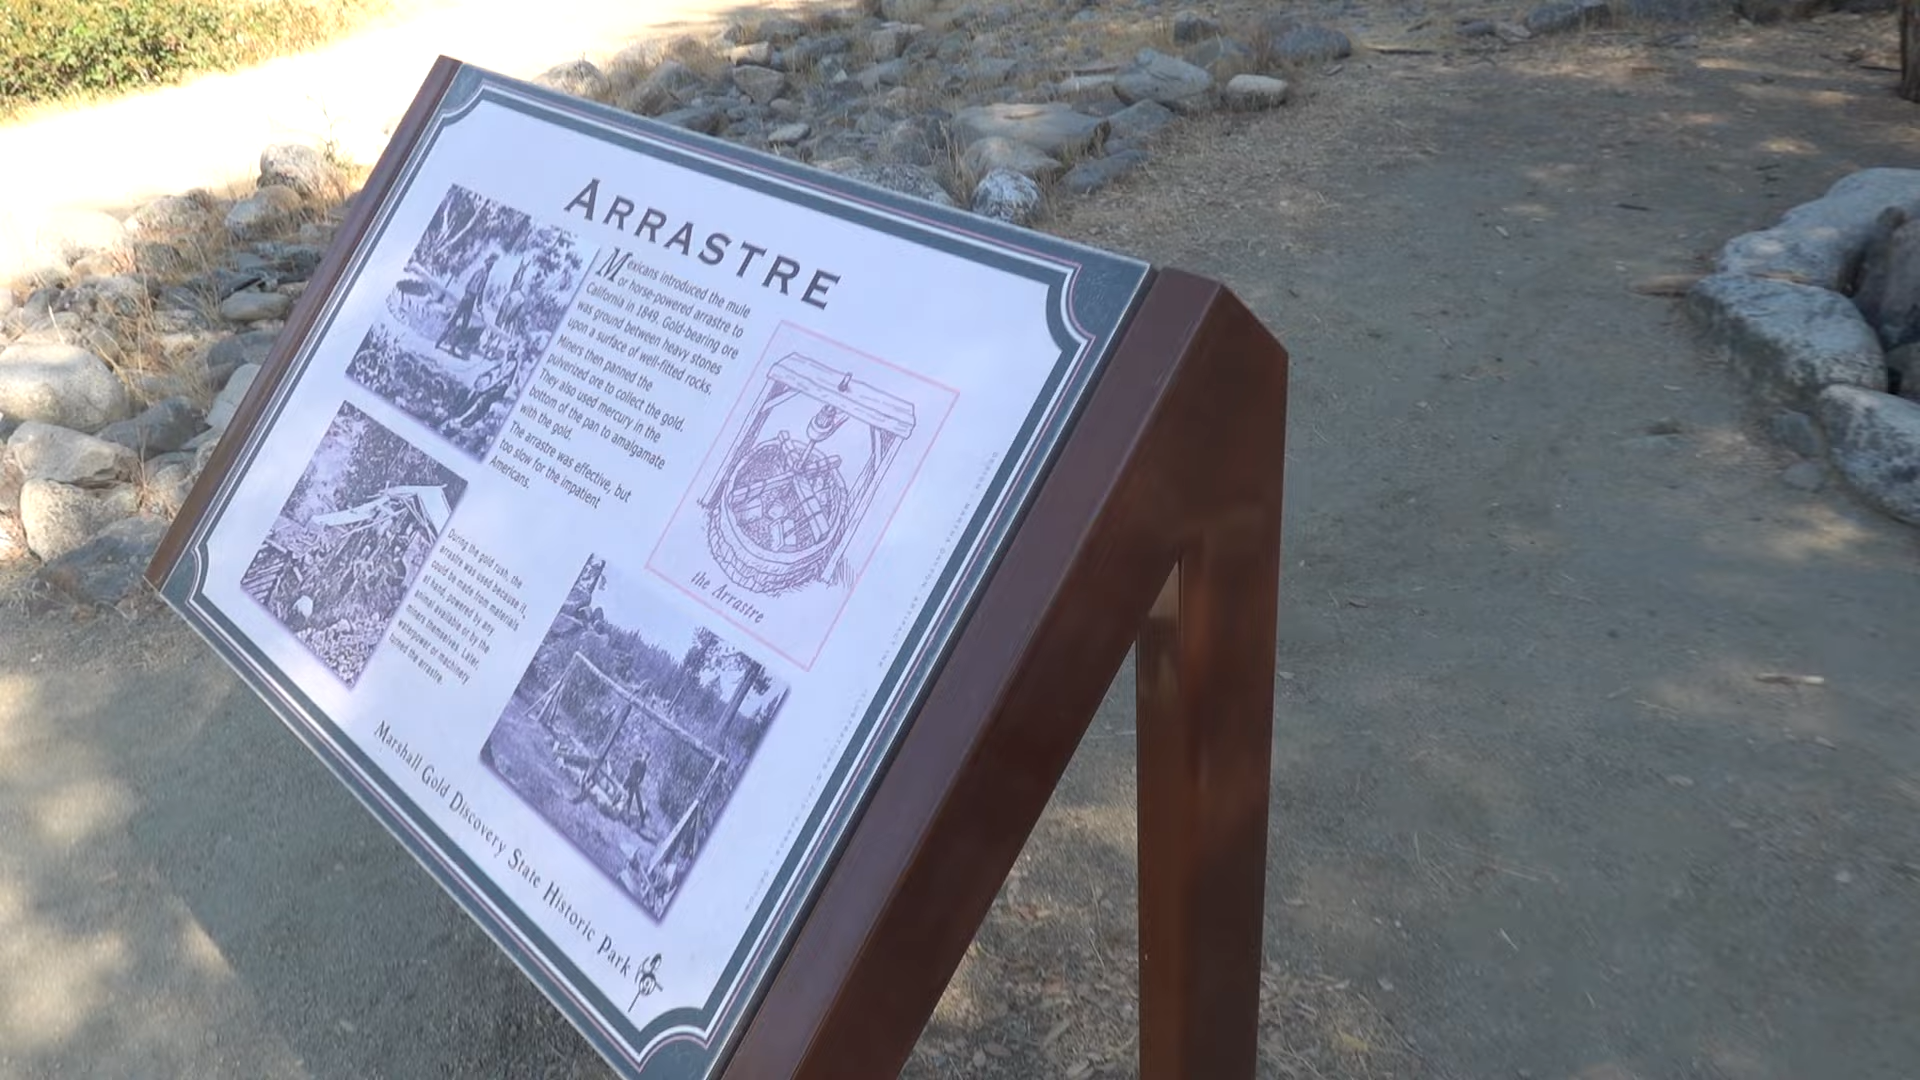 ARRASTRE
Mexicans introduced the mule
or horse-powered arrastre to
California in 1849. Gold-bearing ore
was ground between heavy stones
upon a surface of well-fitted rocks.
Miners then panned the
pulverized ore to collect the gold.
They also used mercury in the
bottom of the pan to amalgamate
with the gold.
The arrastre was effective, but
too slow for the impatient
Americans.
the Arrastre
During the gold rush, the
arrastre was used because it,
could be made from materials
at hand, powered by any
animal available or by the
miners themselves. Later,
waterpower or machinery
turned the arrastre.
Marshall Gold Discovery State Historic Park